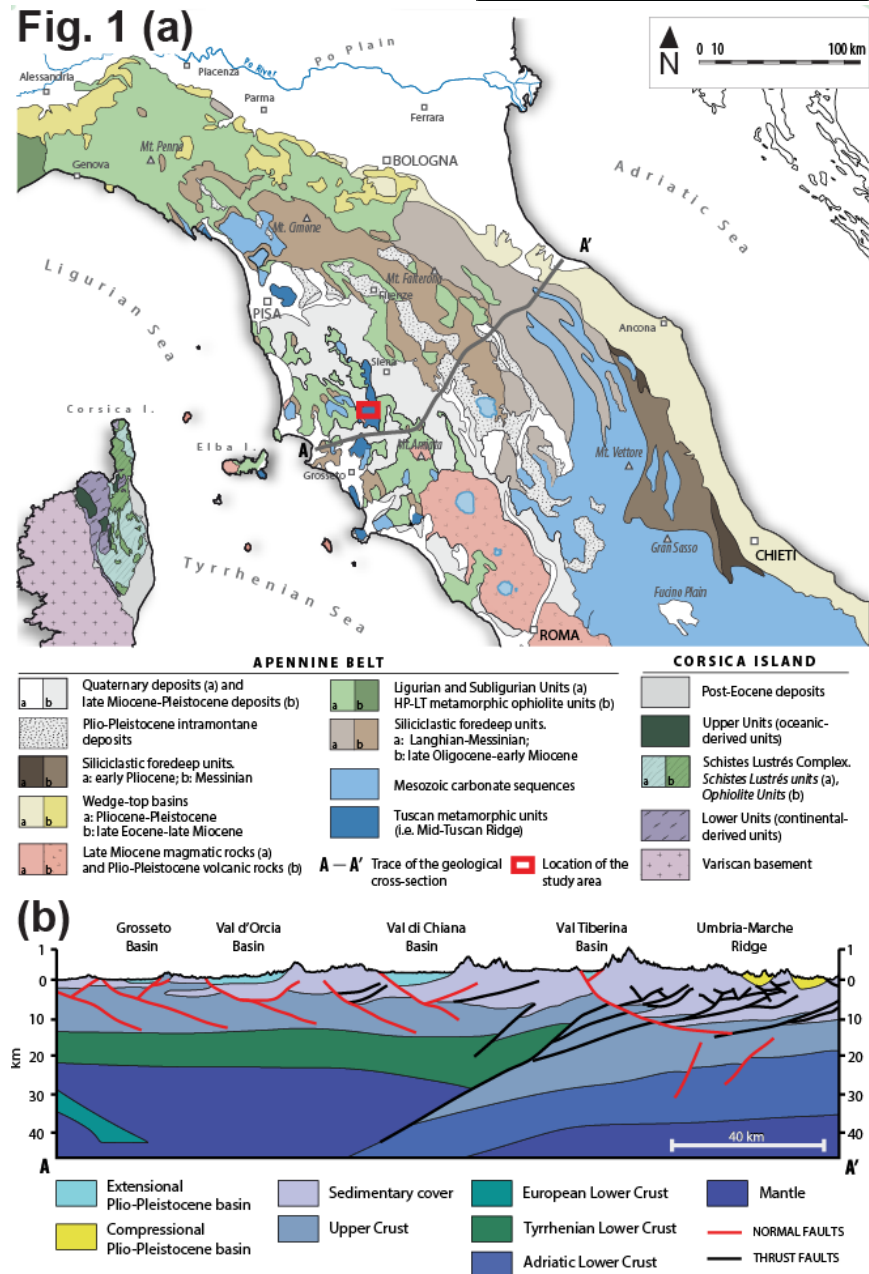 Fig. 1 (a)
Po Plain
Alessandria
Piacenza
Po River
Parma
Ferrara
N
0 10 100 km
Mt. Penna
Genova
BOLOGNA
Adriatic Sea
Mt. Cimone
A'
Ligurian Sea
Mt. Falterona
Firenze
PISA
Ancona
Siena
Corsica I.
Elba I.
A
Mt. Amiata
Mt. Vettore
Grosseto
Gran Sasso
CHIETI
Tyrrhenian Sea
Fucino Plain
ROMA
APENNINE BELT
CORSICA ISLAND
a b
Quaternary deposits (a) and
late Miocene-Pleistocene deposits (b)
Plio-Pleistocene intramontane
deposits
a b
Siliciclastic foredeep units.
a: early Pliocene; b: Messinian
a b
Wedge-top basins
a: Pliocene-Pleistocene
b: late Eocene-late Miocene
a b
Late Miocene magmatic rocks (a)
and Plio-Pleistocene volcanic rocks (b)
a b
Ligurian and Subligurian Units (a)
HP-LT metamorphic ophiolite units (b)
a b
Siliciclastic foredeep units.
a: Langhian-Messinian;
b: late Oligocene-early Miocene
Mesozoic carbonate sequences
Tuscan metamorphic units
(i.e. Mid-Tuscan Ridge)
A — A' Trace of the geological
cross-section
Location of the
study area
Post-Eocene deposits
Upper Units (oceanic-
derived units)
a b
Schistes Lustrés Complex.
Schistes Lustrés units (a),
Ophiolite Units (b)
Lower Units (continental-
derived units)
Variscan basement
(b)
Grosseto
Basin
Val d'Orcia
Basin
Val di Chiana
Basin
Val Tiberina
Basin
Umbria-Marche
Ridge
1
0
10
20
30
40
km
1
0
10
20
30
40
40 km
A
A'
Extensional
Plio-Pleistocene basin
Compressional
Plio-Pleistocene basin
Sedimentary cover
Upper Crust
European Lower Crust
Tyrrhenian Lower Crust
Adriatic Lower Crust
Mantle
NORMAL FAULTS
THRUST FAULTS